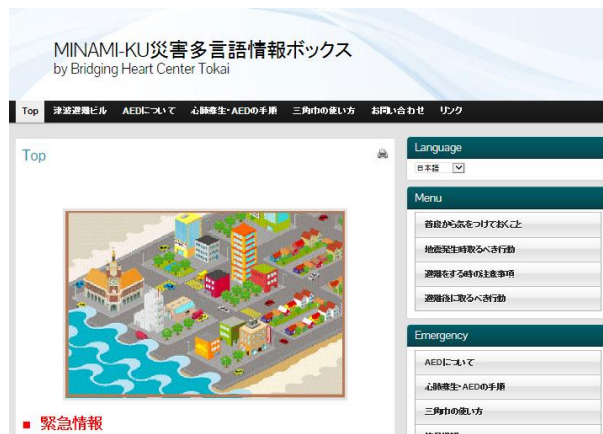 MINAMI-KU災害多言語情報ボックス
by Bridging Heart Center Tokai
Top 津波避難ビル AEDについて 心肺蘇生・AEDの手順 三角巾の使い方 お問い合わせ リンク
Top
Language
日本語
Menu
普段から気をつけておくこと
地震発生時取るべき行動
避難をする時の注意事項
避難後に取るべき行動
Emergency
AEDについて
心肺蘇生・AEDの手順
三角巾の使い方
緊急情報